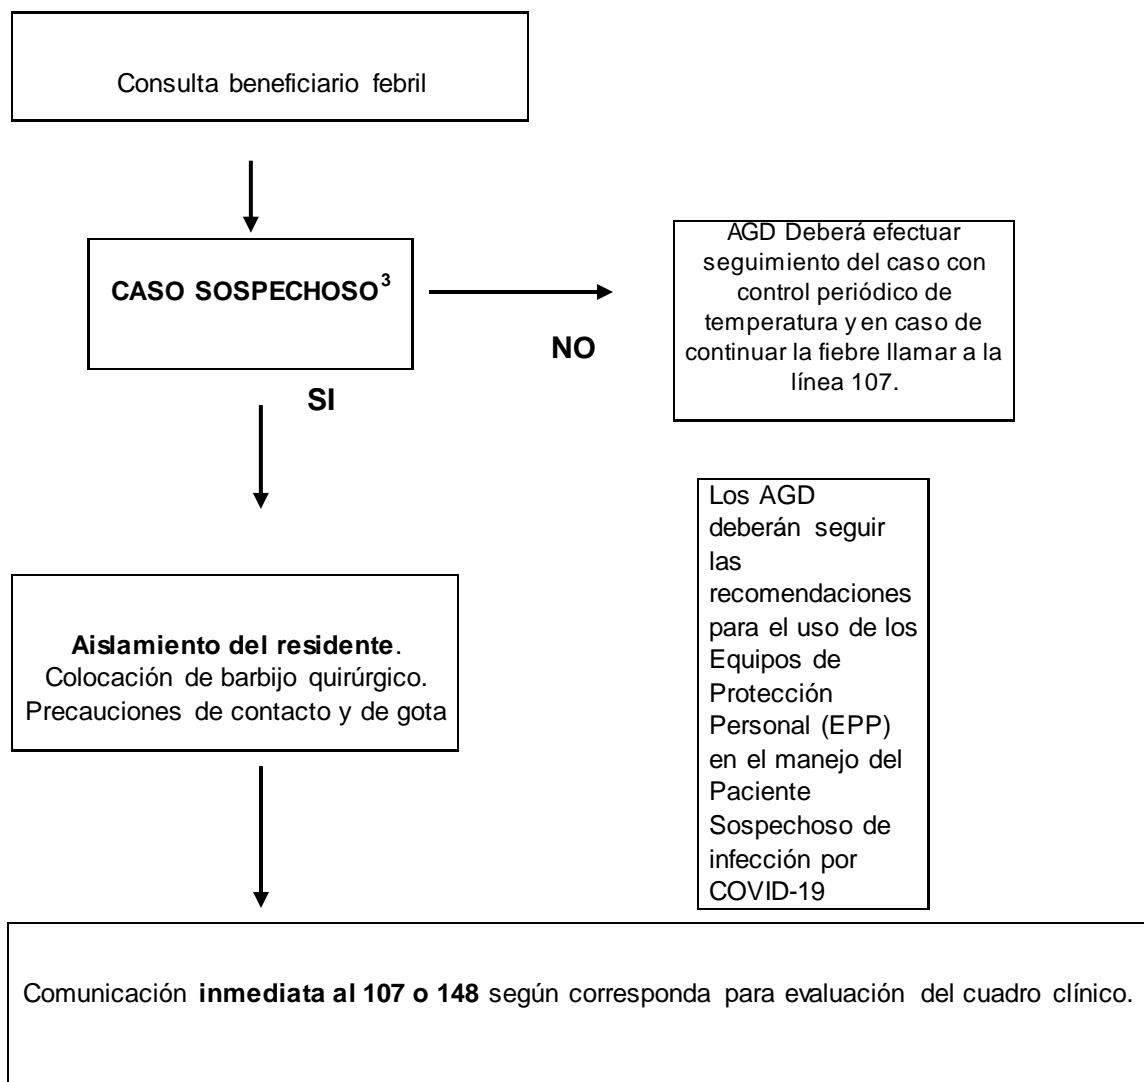 Consulta beneficiario febril
CASO SOSPECHOSO³
AGD Deberá efectuar
seguimiento del caso con
control periódico de
temperatura y en caso de
continuar la fiebre llamar a la
línea 107.
NO
SI
Los AGD
deberán seguir
las
recomendaciones
para el uso de los
Equipos de
Protección
Personal (EPP)
en el manejo del
Paciente
Sospechoso de
infección por
COVID-19
Aislamiento del residente.
Colocación de barbijo quirúrgico.
Precauciones de contacto y de gota
Comunicación inmediata al 107 o 148 según corresponda para evaluación del cuadro clínico.